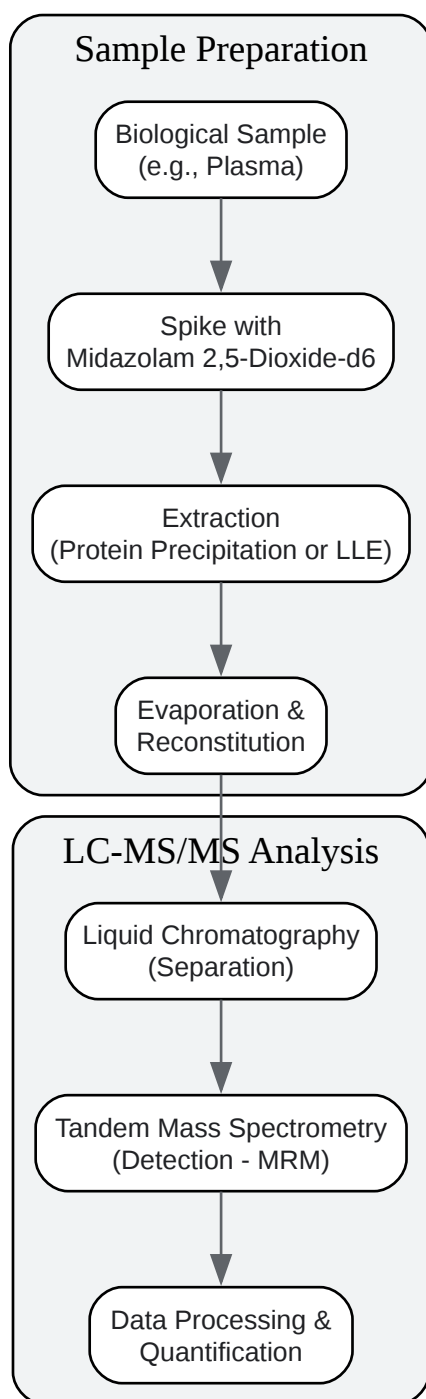 Sample Preparation
Biological Sample
(e.g., Plasma)
Spike with
Midazolam 2,5-Dioxide-d6
Extraction
(Protein Precipitation or LLE)
Evaporation &
Reconstitution
LC-MS/MS Analysis
Liquid Chromatography
(Separation)
Tandem Mass Spectrometry
(Detection - MRM)
Data Processing &
Quantification